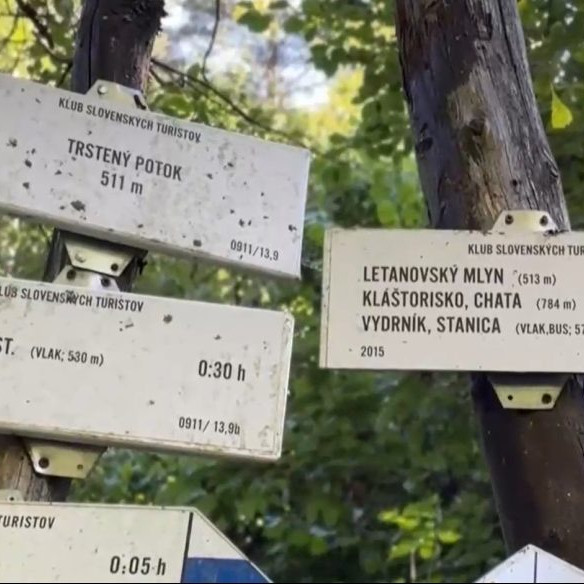 KLUB SLOVENSKÝCH TURISTOV
TRSTENÝ POTOK
511 m
0911/13,9
KLUB SLOVENSKÝCH TURISTOV
ST. (VLAK; 530 m)
0:30 h
0911/ 13,9b
TURISTOV
0:05 h
KLUB SLOVENSKÝCH TUR
LETANOVSKÝ MLYN (513 m)
KLÁŠTORISKO, CHATA (784 m)
VYDRNÍK, STANICA (VLAK,BUS; 57
2015